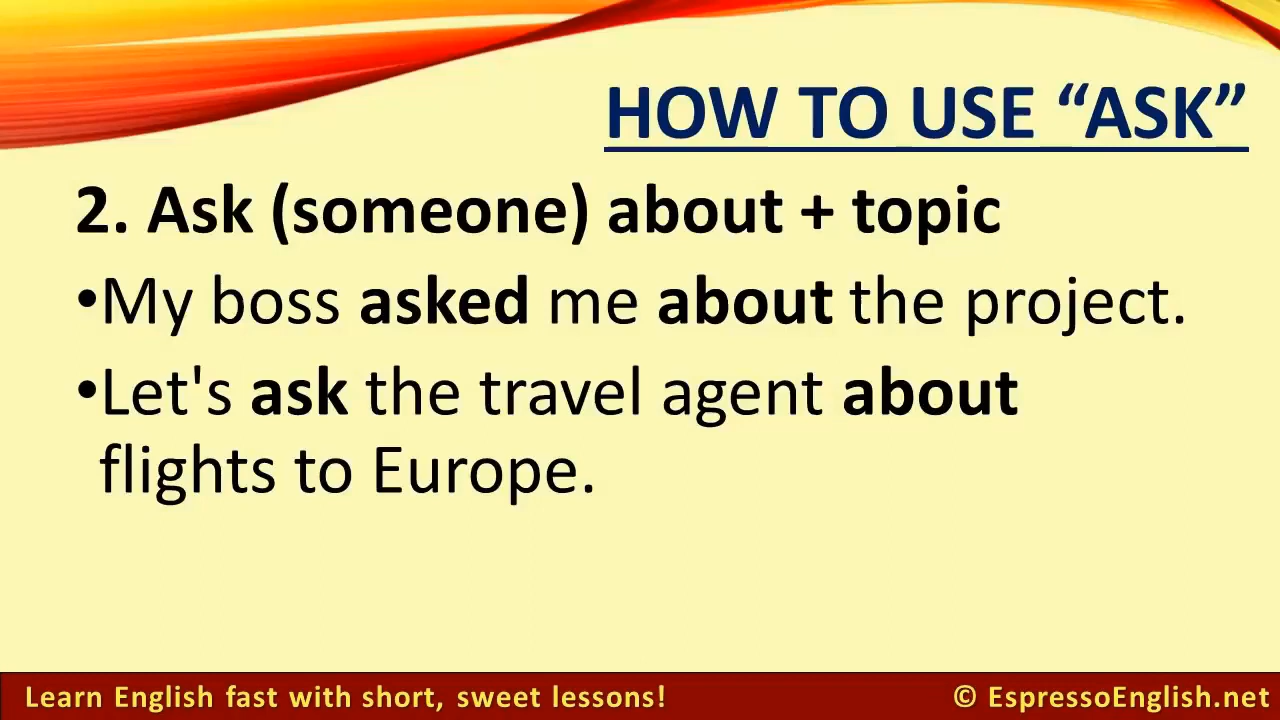 HOW TO USE “ASK”
2. Ask (someone) about + topic
•My boss asked me about the project.
•Let's ask the travel agent about
flights to Europe.
Learn English fast with short, sweet lessons!
© EspressoEnglish.net